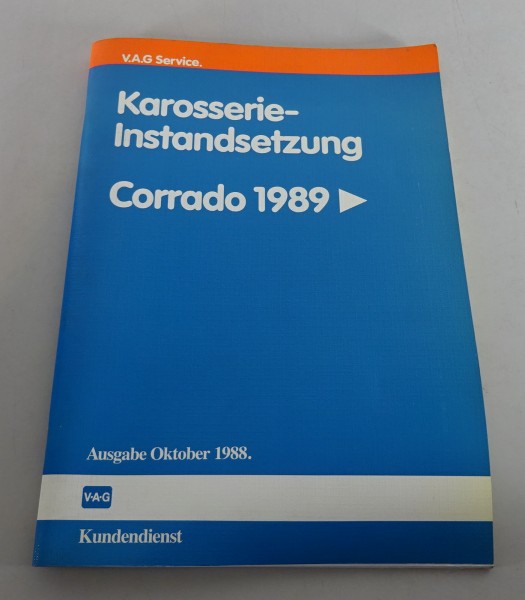 V.A.G Service.
Karosserie-
Instandsetzung
Corrado 1989 ►
Ausgabe Oktober 1988.
V·A·G
Kundendienst